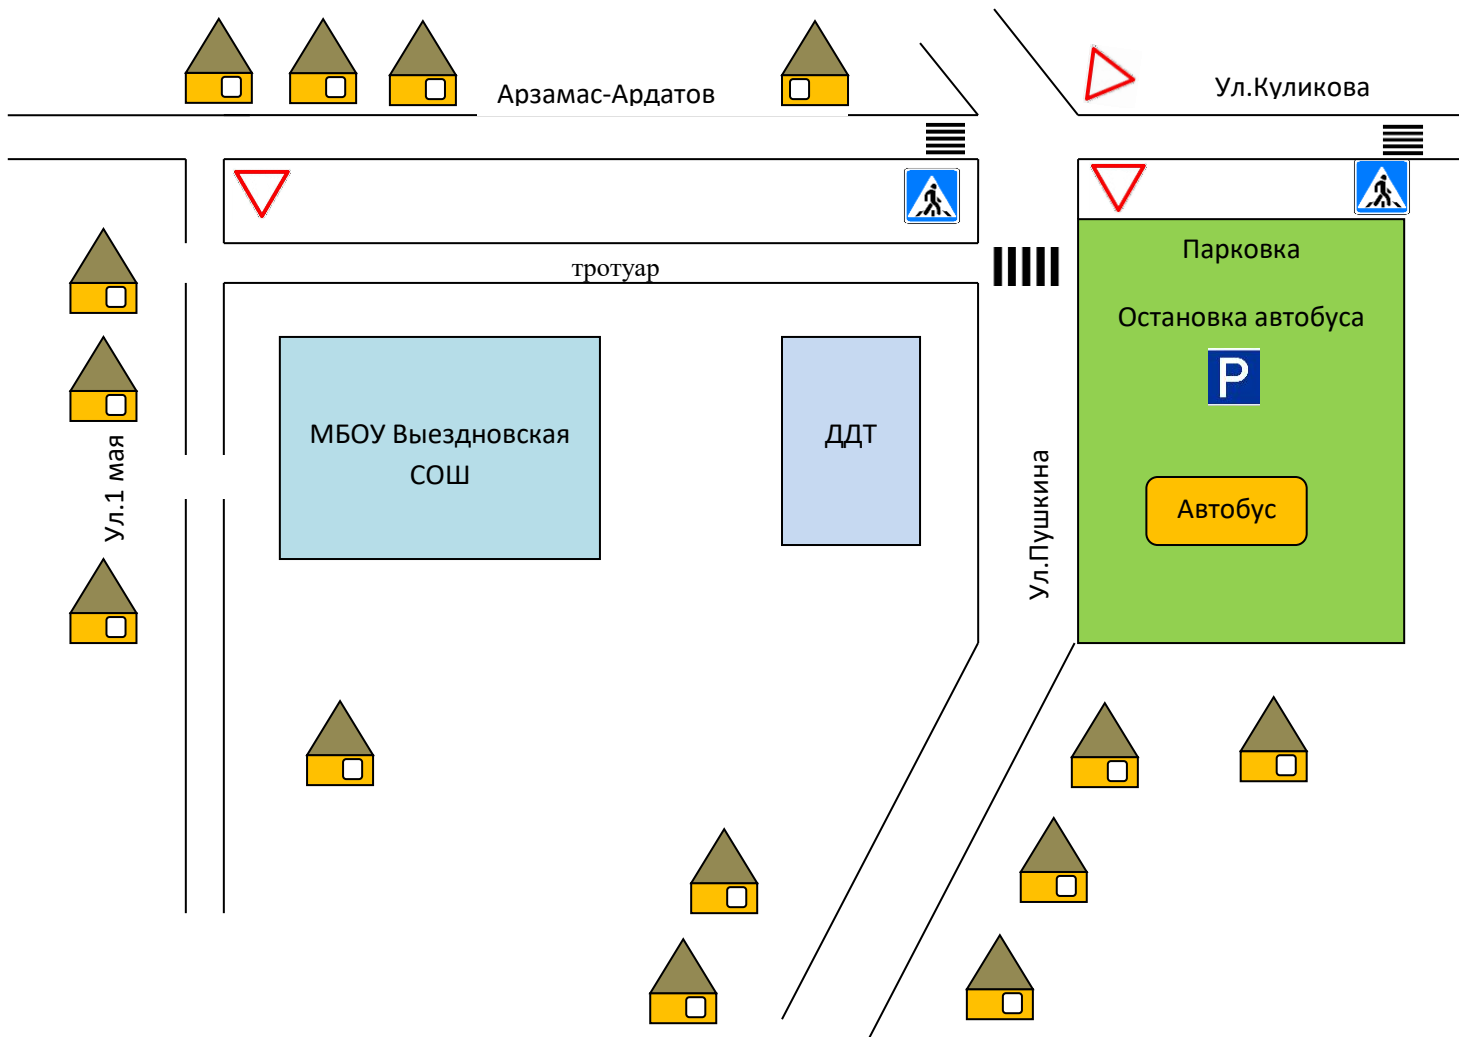 Арзамас-Ардатов
Ул.Куликова
Парковка
тротуар
Остановка автобуса
P
МБОУ Выездновская
СОШ
ДДТ
Ул.1 мая
Ул.Пушкина
Автобус